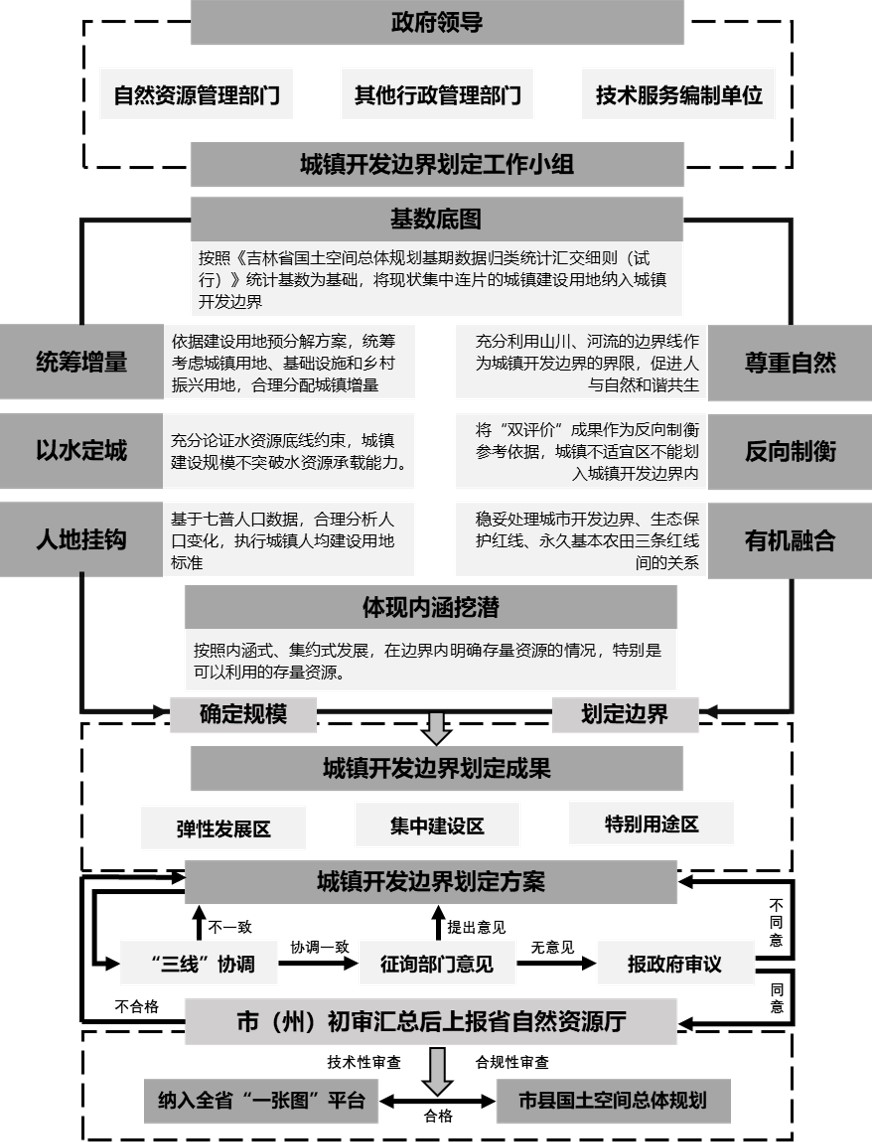 政府领导
自然资源管理部门
其他行政管理部门
技术服务编制单位
城镇开发边界划定工作小组
基数底图
按照《吉林省国土空间总体规划基期数据归类统计汇交细则（试
行）》统计基数为基础，将现状集中连片的城镇建设用地纳入城镇
开发边界
统筹增量
依据建设用地预分解方案，统筹
考虑城镇用地、基础设施和乡村
振兴用地，合理分配城镇增量
充分利用山川、河流的边界线作
为城镇开发边界的界限，促进人
与自然和谐共生
尊重自然
以水定城
充分论证水资源底线约束，城镇
建设规模不突破水资源承载能力。
将“双评价”成果作为反向制衡
参考依据，城镇不适宜区不能划
入城镇开发边界内
反向制衡
人地挂钩
基于七普人口数据，合理分析人
口变化，执行城镇人均建设用地
标准
稳妥处理城市开发边界、生态保
护红线、永久基本农田三条红线
间的关系
有机融合
体现内涵挖潜
按照内涵式、集约式发展，在边界内明确存量资源的情况，特别是
可以利用的存量资源。
确定规模
划定边界
城镇开发边界划定成果
弹性发展区
集中建设区
特别用途区
城镇开发边界划定方案
不一致
提出意见
不同意
“三线”协调
协调一致
征询部门意见
无意见
报政府审议
同意
不合格
市（州）初审汇总后上报省自然资源厅
技术性审查
合规性审查
纳入全省“一张图”平台
合格
市县国土空间总体规划